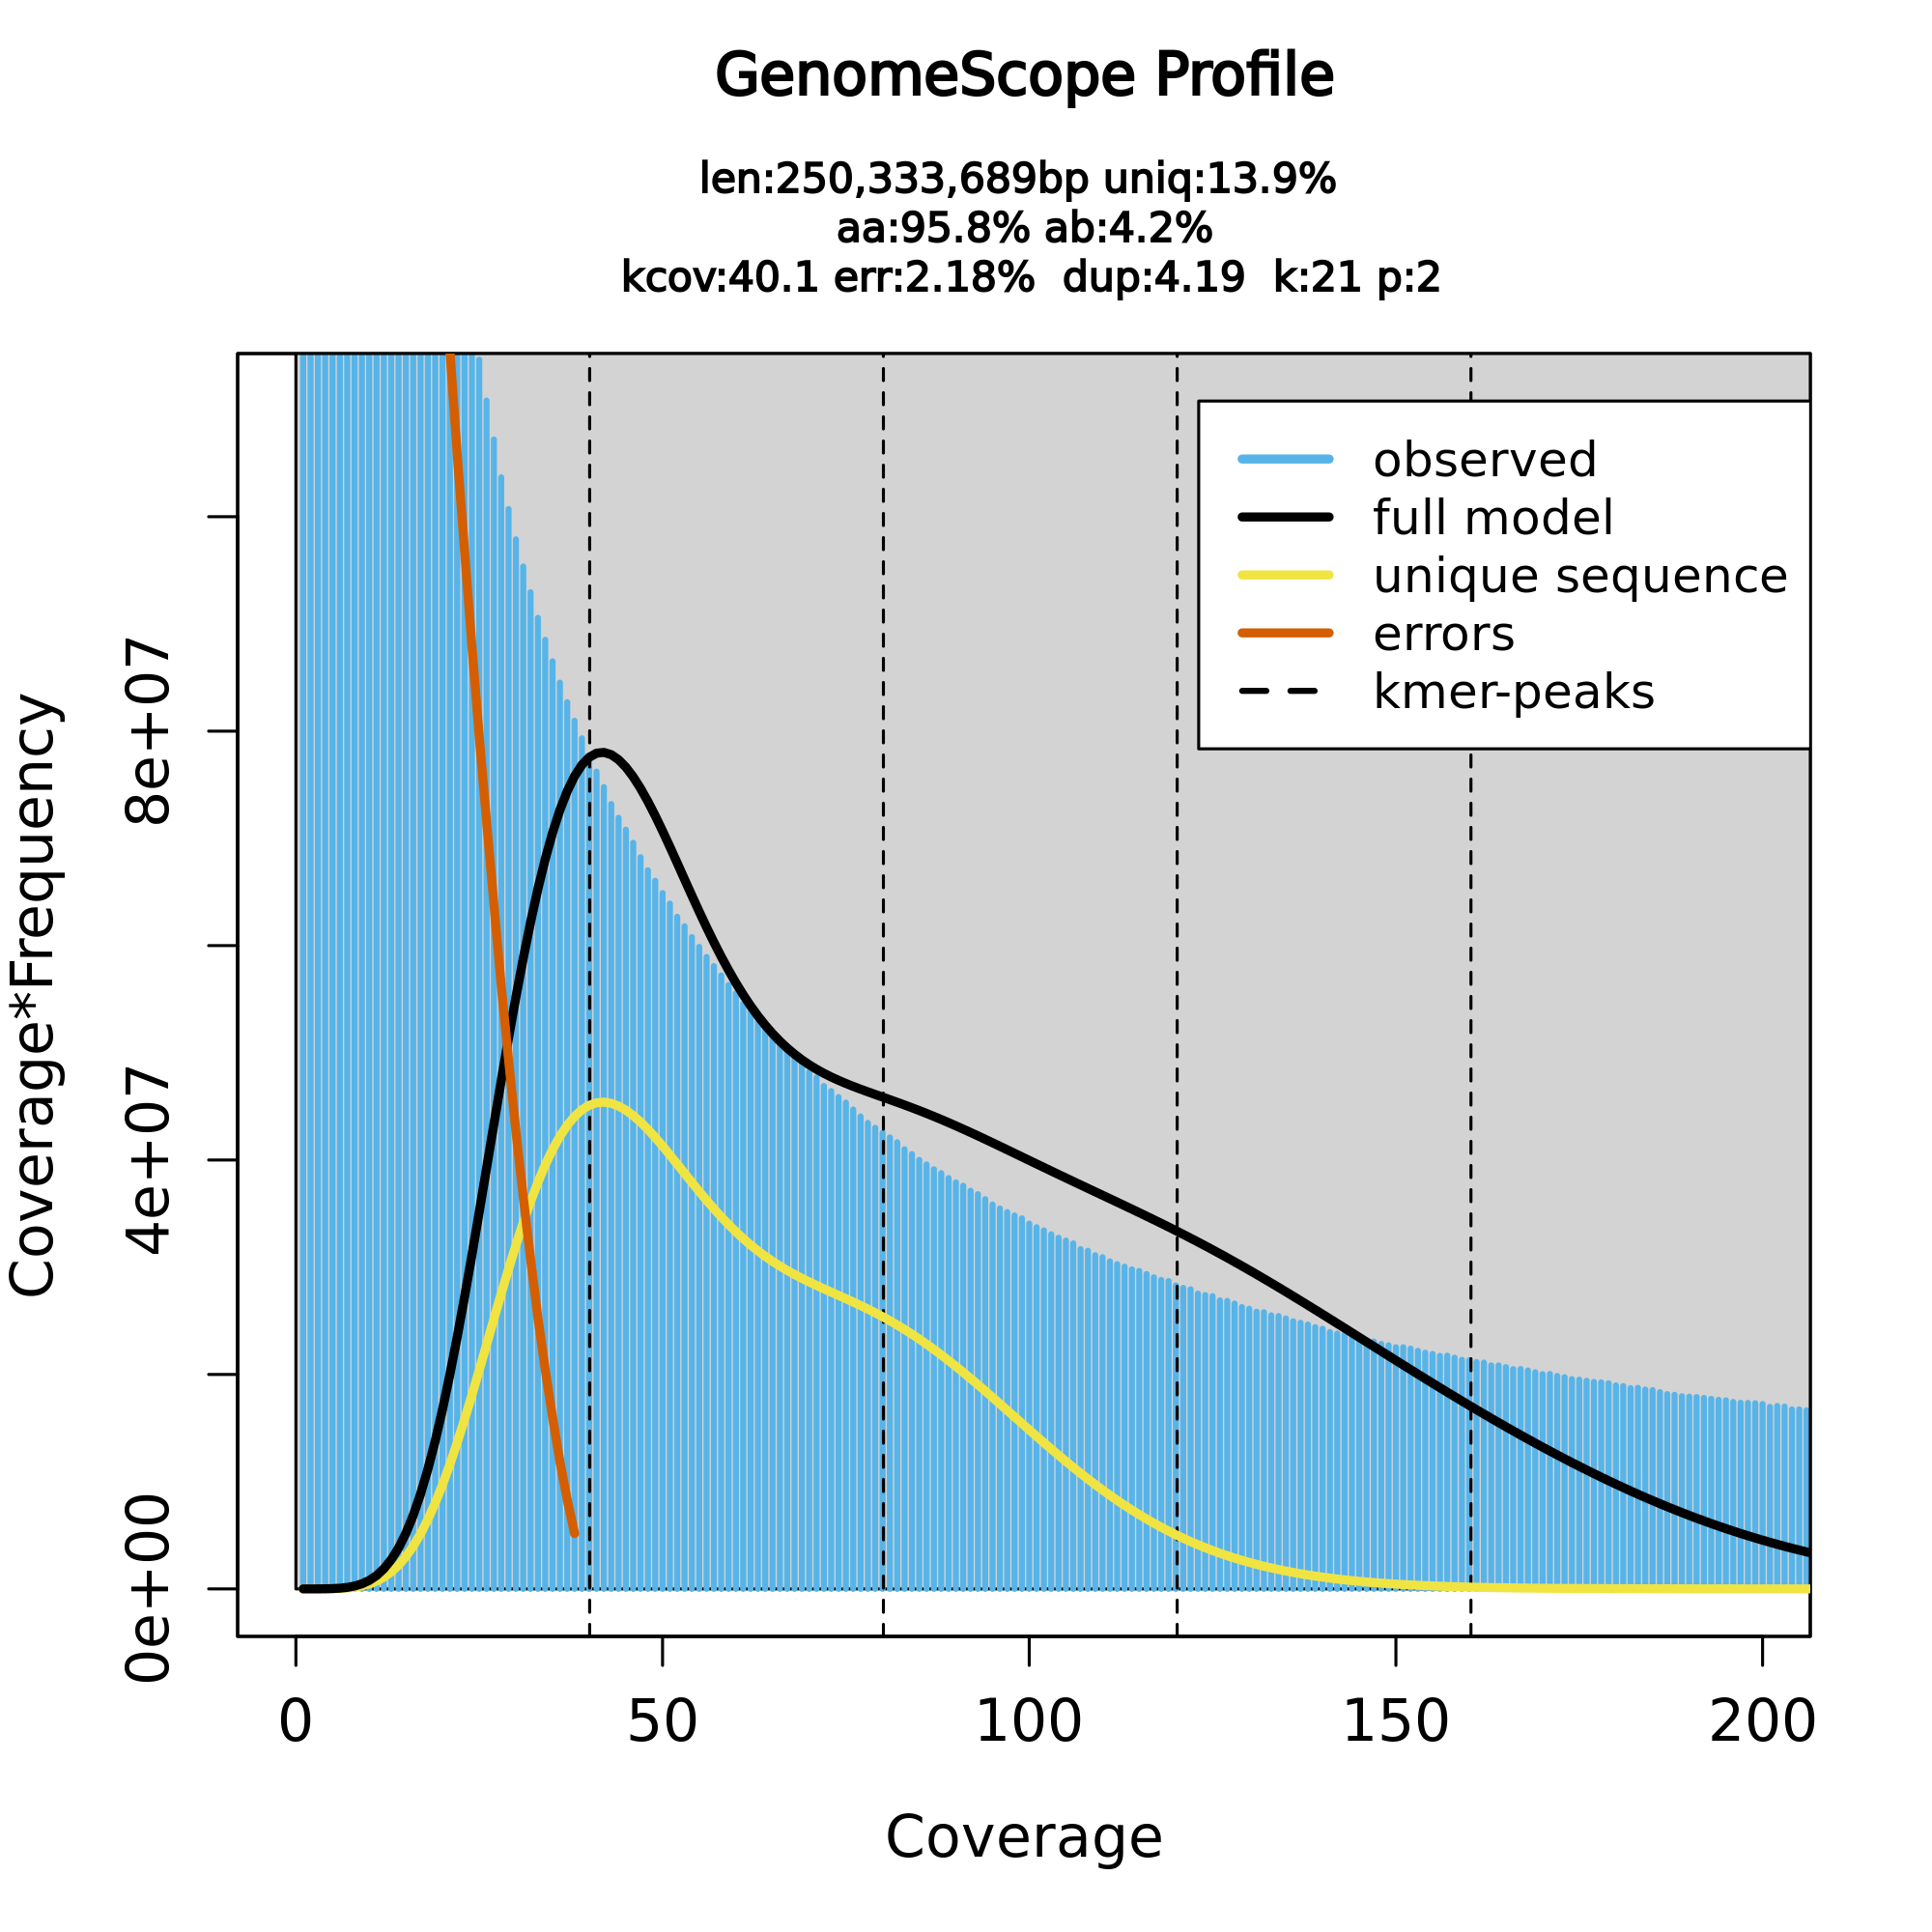 GenomeScope Profile
len:250,333,689bp uniq:13.9%
aa:95.8% ab:4.2%
kcov:40.1 err:2.18% dup:4.19 k:21 p:2
observed
full model
unique sequence
errors
kmer-peaks
Coverage*Frequency
8e+07
4e+07
0e+00
0 50 100 150 200
Coverage